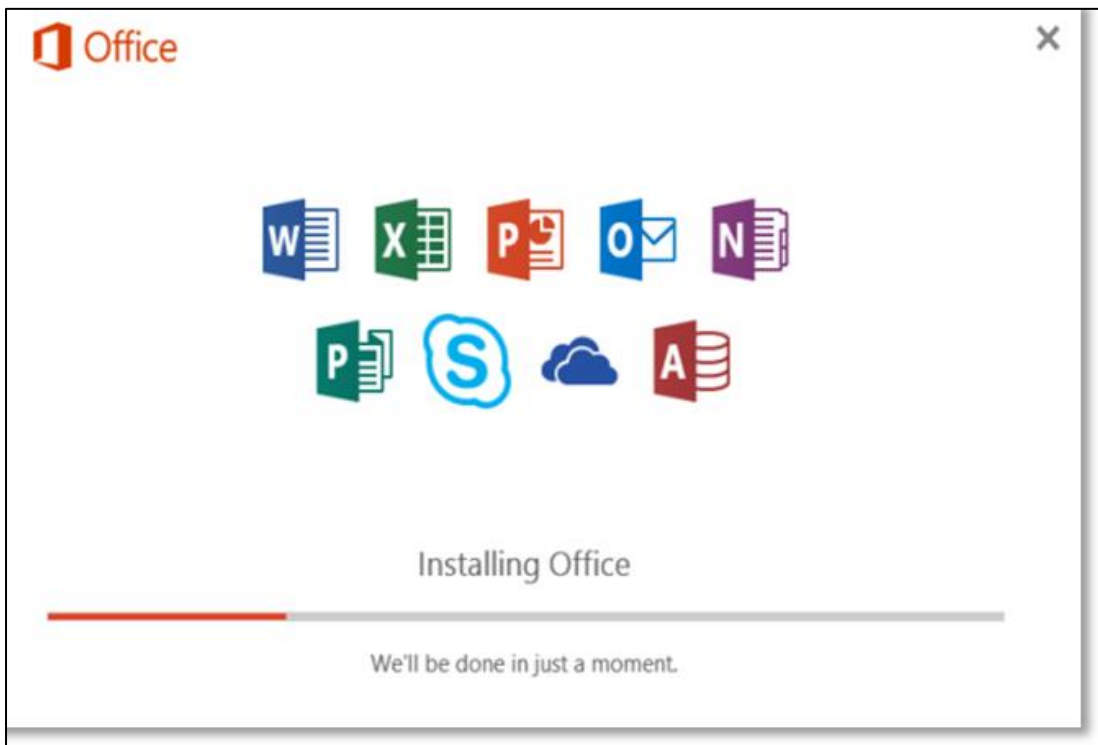 Office
W X P O N
P S A
Installing Office
We'll be done in just a moment.